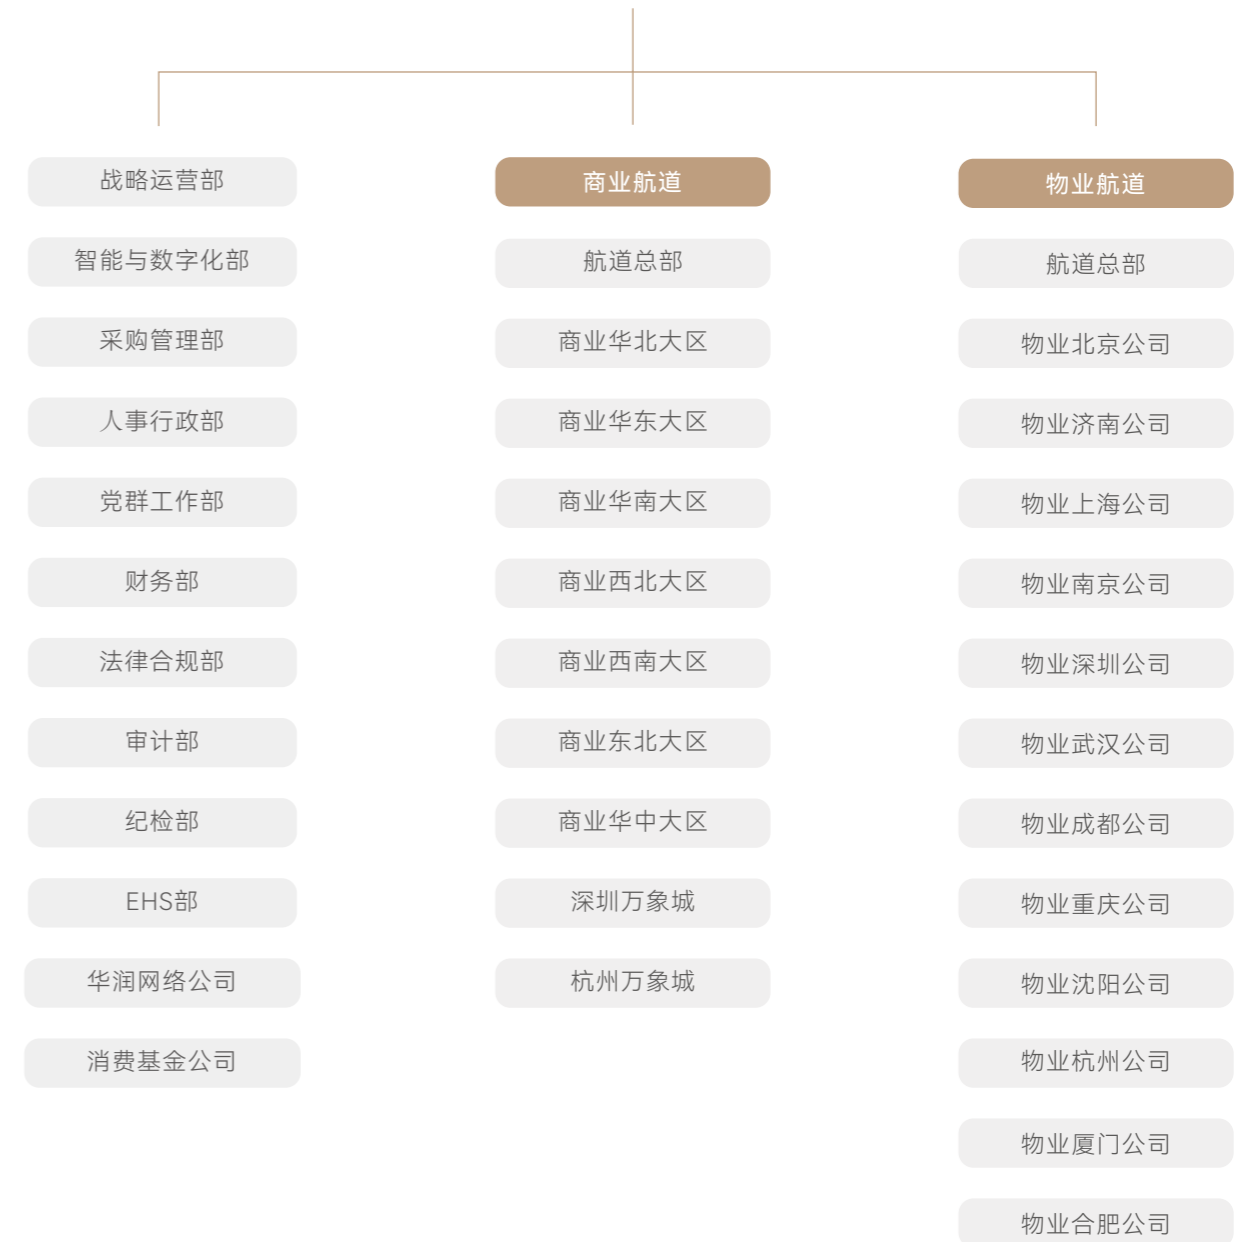 战略运营部
智能与数字化部
采购管理部
人事行政部
党群工作部
财务部
法律合规部
审计部
纪检部
EHS部
华润网络公司
消费基金公司
商业航道
航道总部
商业华北大区
商业华东大区
商业华南大区
商业西北大区
商业西南大区
商业东北大区
商业华中大区
深圳万象城
杭州万象城
物业航道
航道总部
物业北京公司
物业济南公司
物业上海公司
物业南京公司
物业深圳公司
物业武汉公司
物业成都公司
物业重庆公司
物业沈阳公司
物业杭州公司
物业厦门公司
物业合肥公司